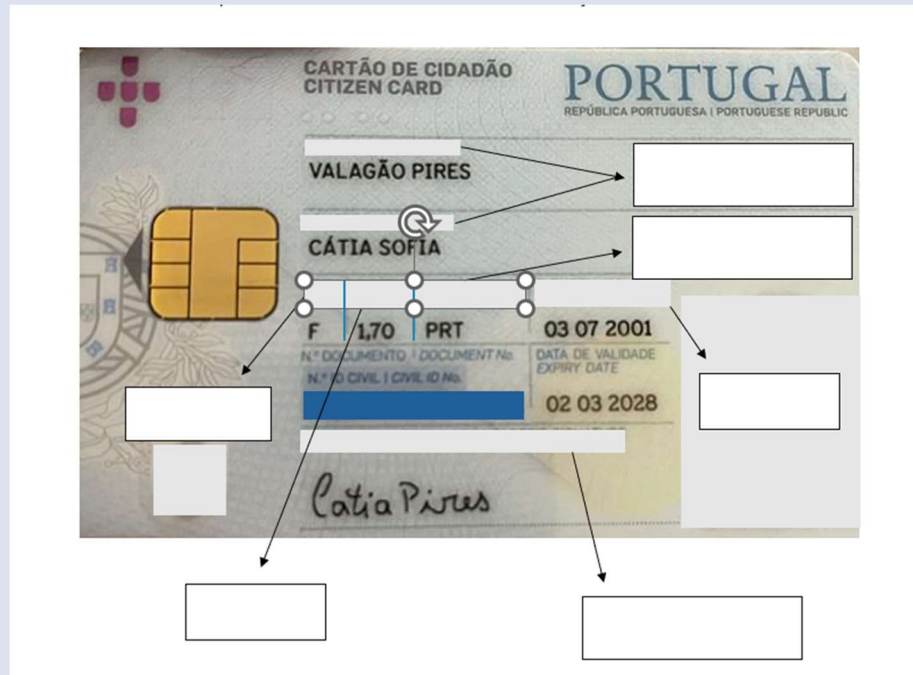 CARTÃO DE CIDADÃO
CITIZEN CARD
PORTUGAL
REPÚBLICA PORTUGUESA | PORTUGUESE REPUBLIC
VALAGÃO PIRES
CÁTIA SOFIA
F 1,70 PRT 03 07 2001
N.º DOCUMENTO | DOCUMENT No.
DATA DE VALIDADE
EXPIRY DATE
N.º ID CIVIL | CIVIL ID No.
02 03 2028
Catia Pires